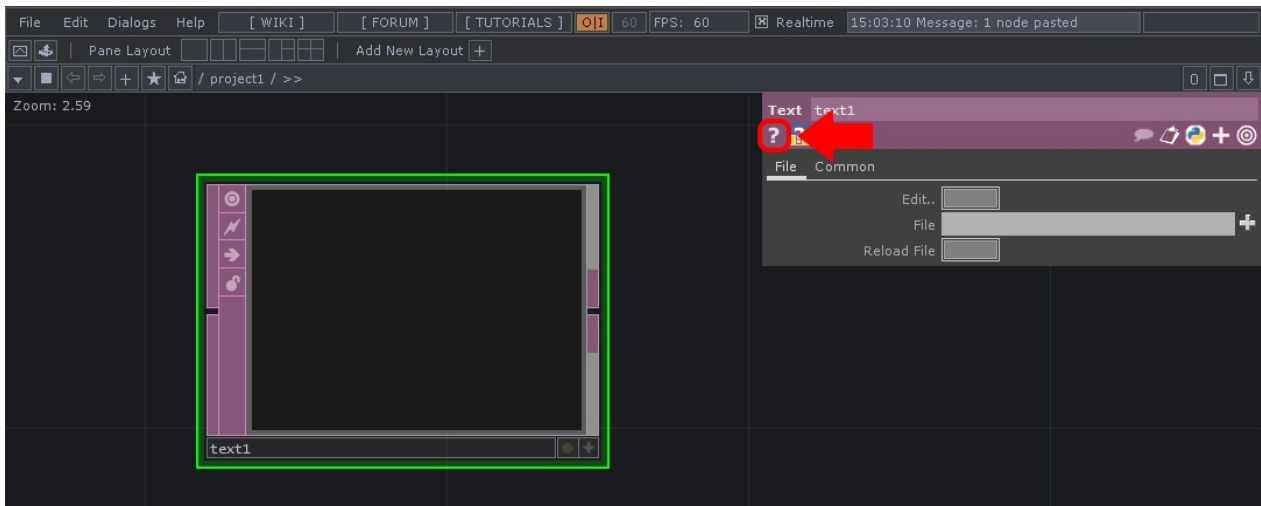 File Edit Dialogs Help [ WIKI ] [ FORUM ] [ TUTORIALS ] O|I 60 FPS: 60 Realtime 15:03:10 Message: 1 node pasted
Pane Layout Add New Layout +
/ project1 / >> 0
Zoom: 2.59
Text text1
? ?
File Common
Edit..
File
Reload File
text1